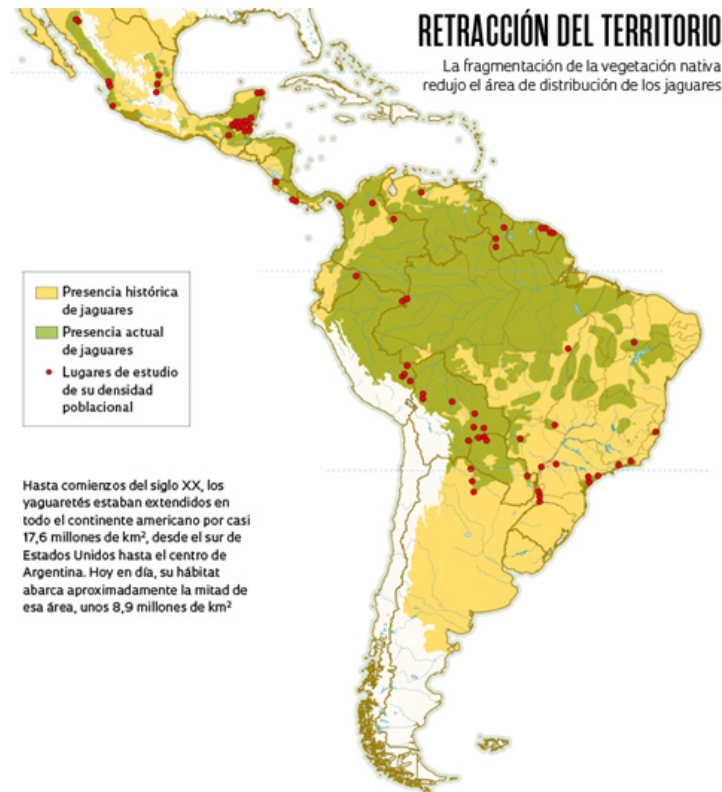 RETRACCIÓN DEL TERRITORIO
La fragmentación de la vegetación nativa
redujo el área de distribución de los jaguares
Presencia histórica
de jaguares
Presencia actual
de jaguares
Lugares de estudio
de su densidad
poblacional
Hasta comienzos del siglo XX, los
yaguaretés estaban extendidos en
todo el continente americano por casi
17,6 millones de km², desde el sur de
Estados Unidos hasta el centro de
Argentina. Hoy en día, su hábitat
abarca aproximadamente la mitad de
esa área, unos 8,9 millones de km²